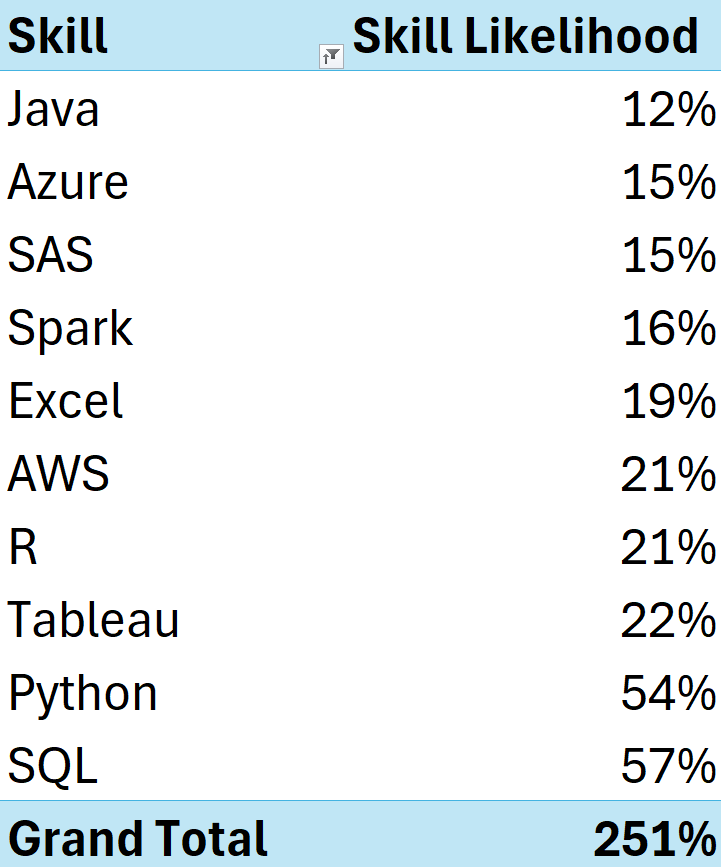 Skill Skill Likelihood
Java 12%
Azure 15%
SAS 15%
Spark 16%
Excel 19%
AWS 21%
R 21%
Tableau 22%
Python 54%
SQL 57%
Grand Total 251%